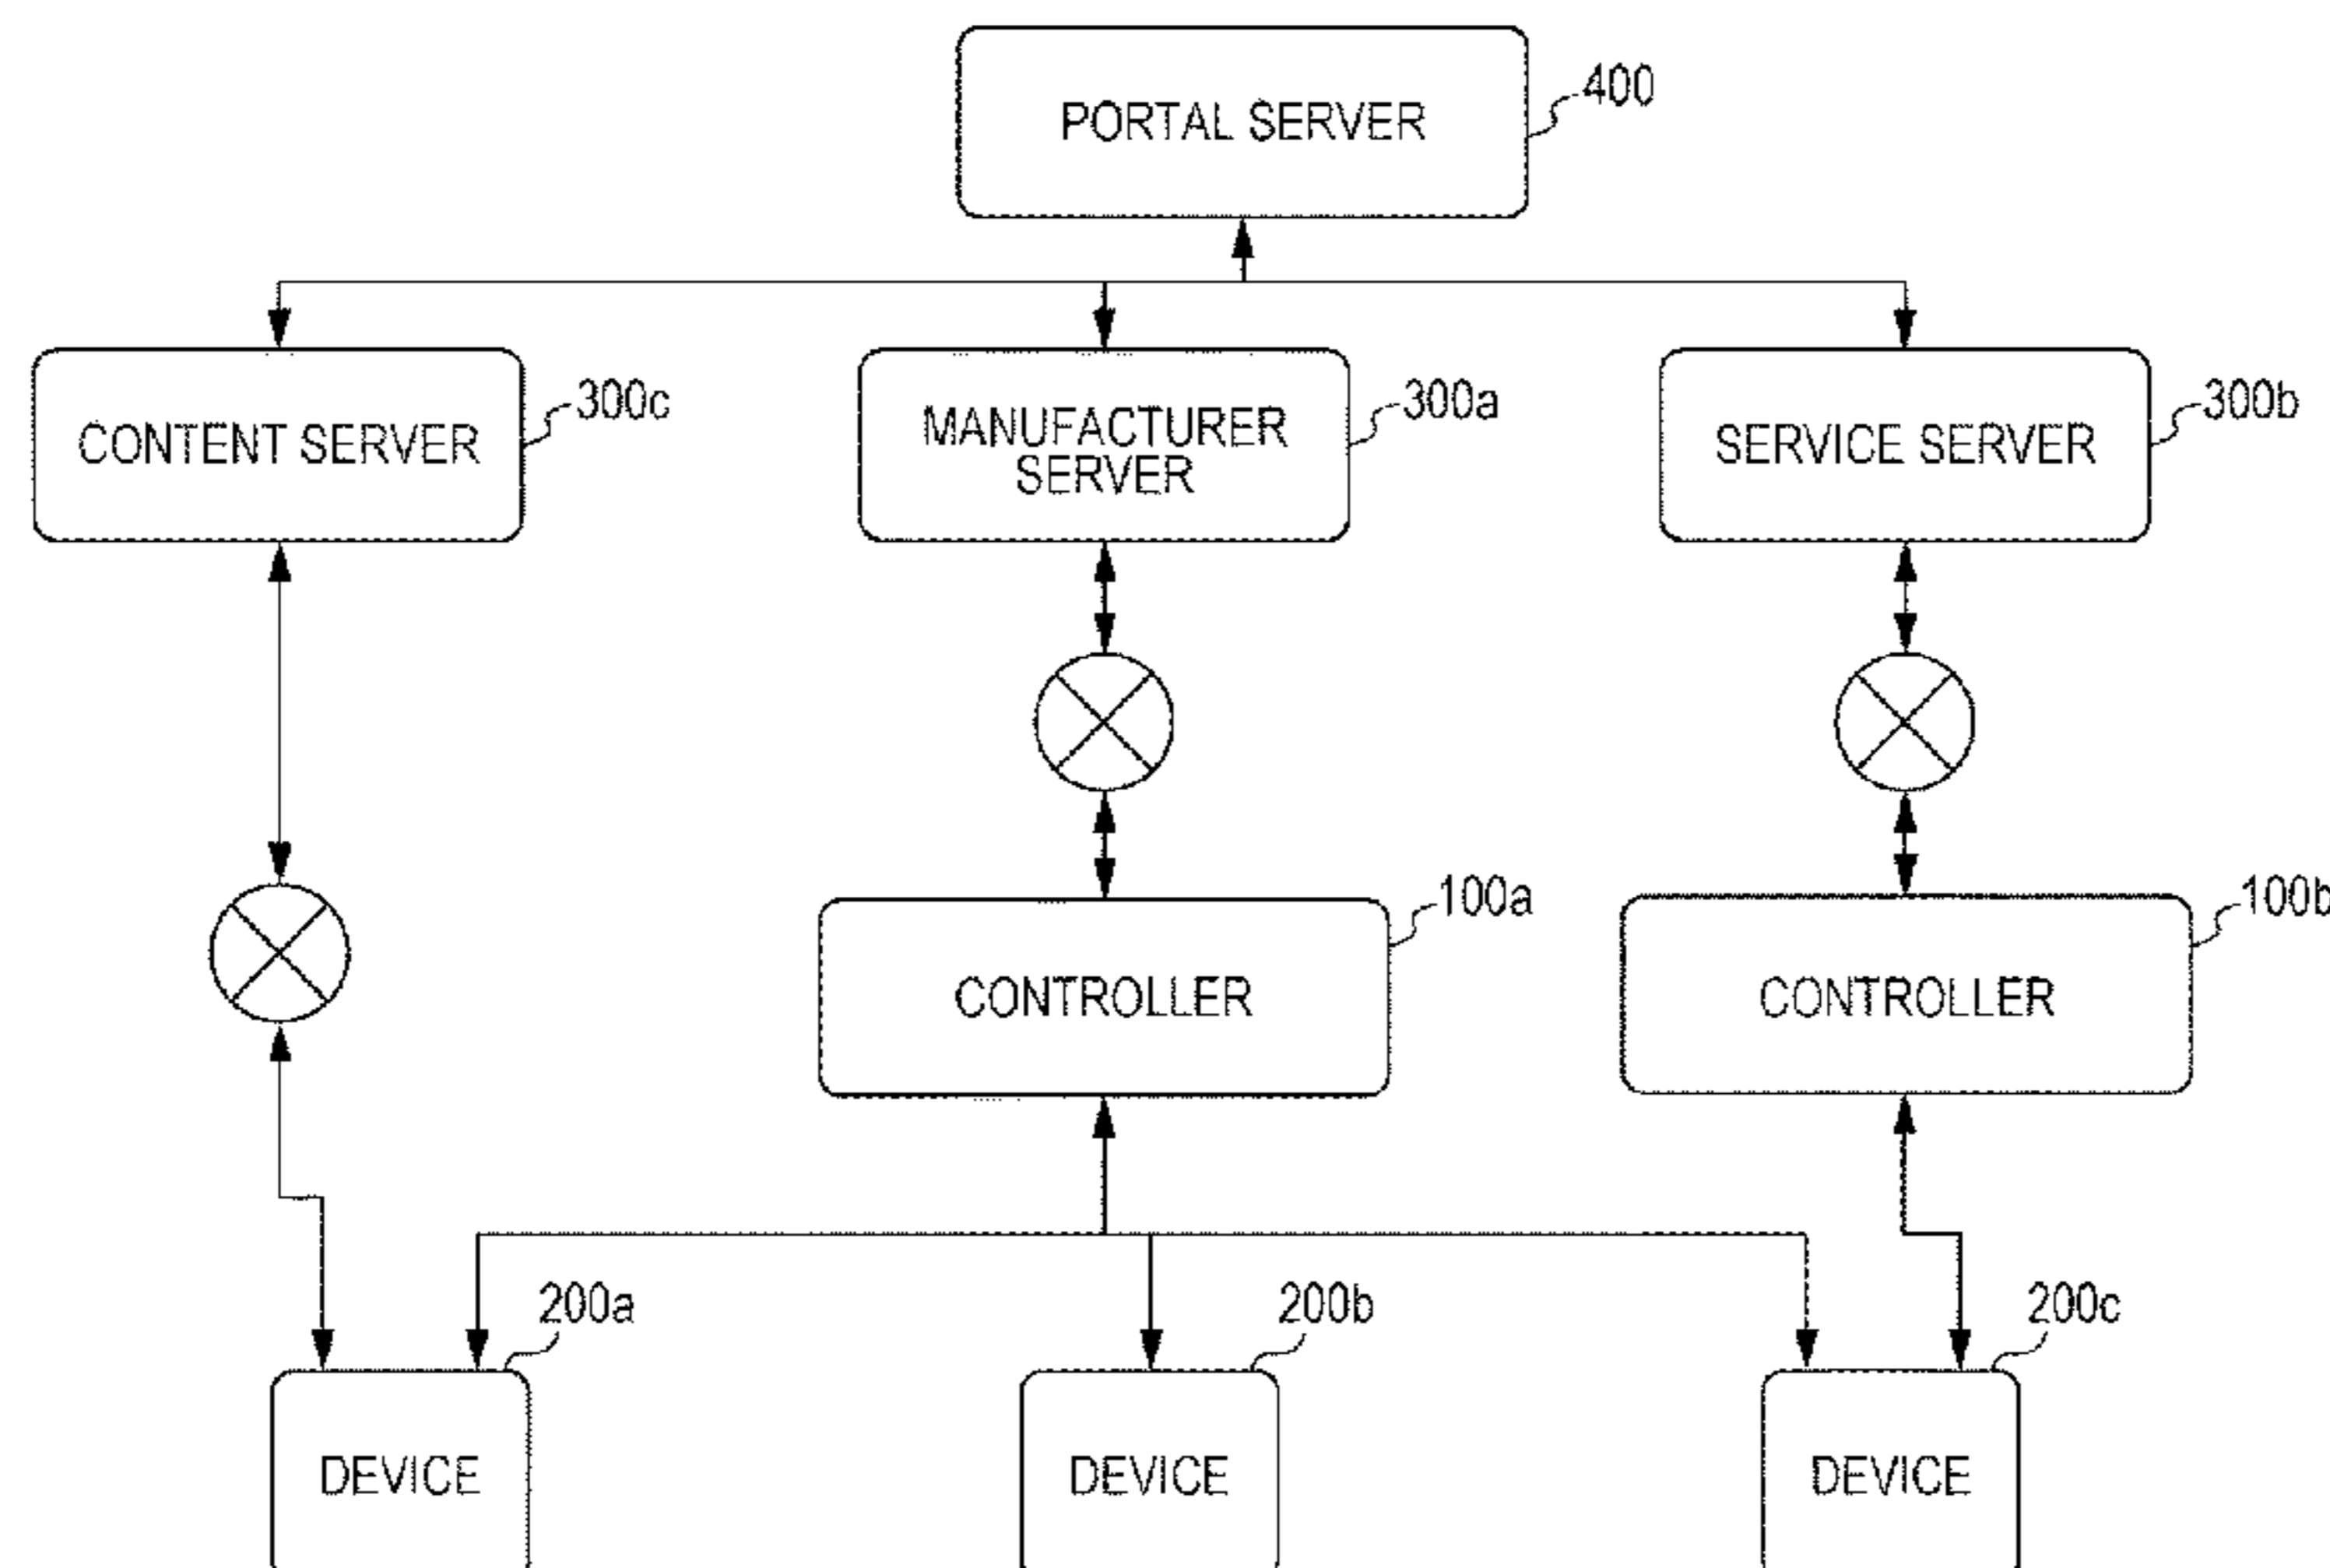 PORTAL SERVER
400
CONTENT SERVER
300c
MANUFACTURER
SERVER
300a
SERVICE SERVER
300b
CONTROLLER
100a
CONTROLLER
100b
200a
200b
200c
DEVICE
DEVICE
DEVICE